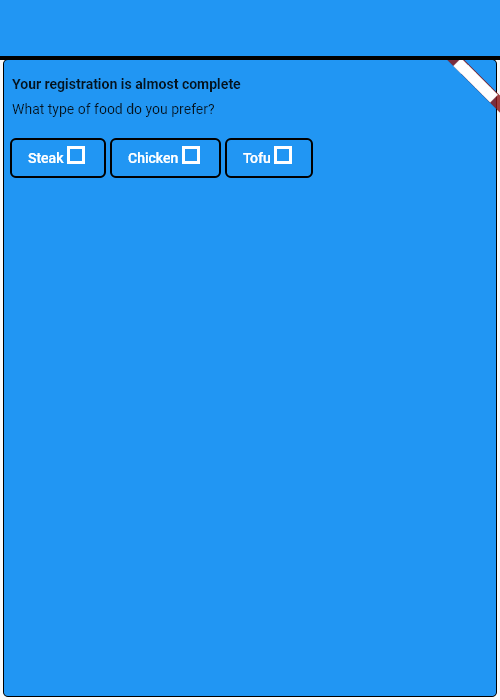 Your registration is almost complete
What type of food do you prefer?
Steak Chicken Tofu